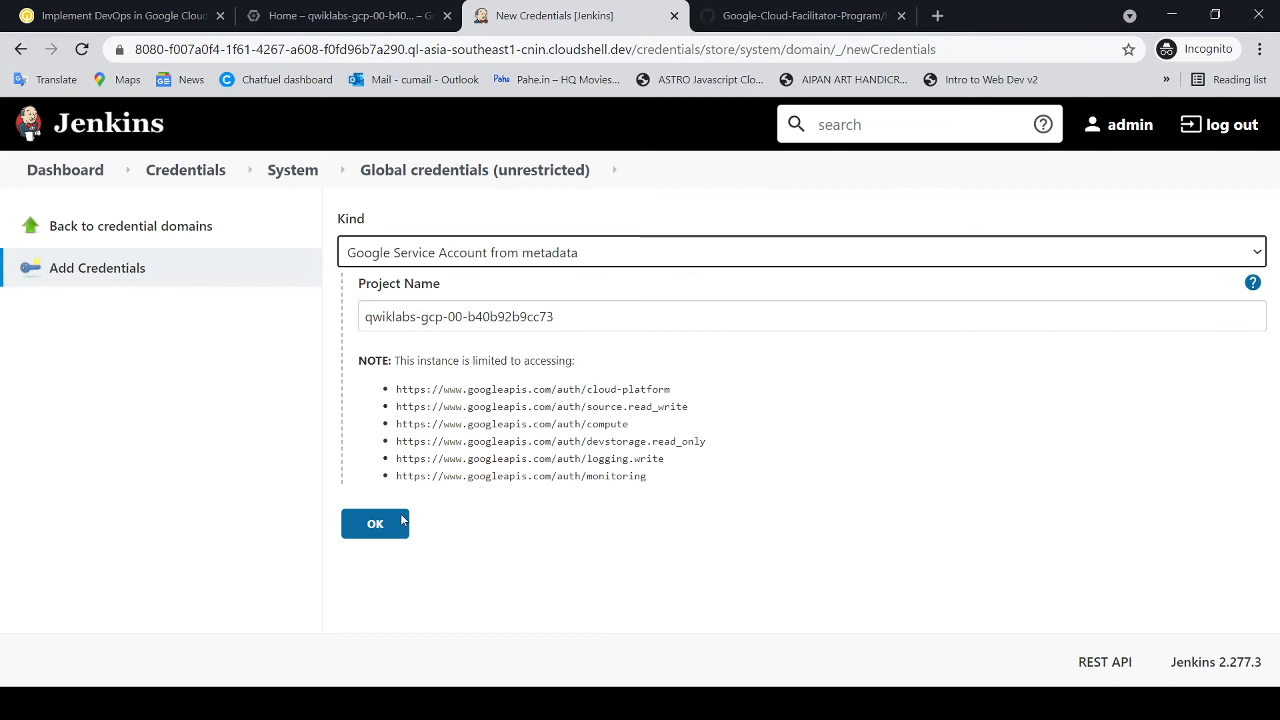 Implement DevOps in Google Cloud
Home – qwiklabs-gcp-00-b40... – G
New Credentials [Jenkins]
Google-Cloud-Facilitator-Program/
8080-f007a0f4-1f61-4267-a608-f0fd96b7a290.ql-asia-southeast1-cnin.cloudshell.dev/credentials/store/system/domain/_/newCredentials
Incognito
Translate
Maps
News
Chatfuel dashboard
Mail - cumail - Outlook
Pahe.in – HQ Movies...
ASTRO Javascript Clo...
AIPAN ART HANDICR...
Intro to Web Dev v2
»
Reading list
Jenkins
search
admin
log out
Dashboard
Credentials
System
Global credentials (unrestricted)
Back to credential domains
Add Credentials
Kind
Google Service Account from metadata
Project Name
qwiklabs-gcp-00-b40b92b9cc73
NOTE: This instance is limited to accessing:
• https://www.googleapis.com/auth/cloud-platform
• https://www.googleapis.com/auth/source.read_write
• https://www.googleapis.com/auth/compute
• https://www.googleapis.com/auth/devstorage.read_only
• https://www.googleapis.com/auth/logging.write
• https://www.googleapis.com/auth/monitoring
OK
REST API
Jenkins 2.277.3